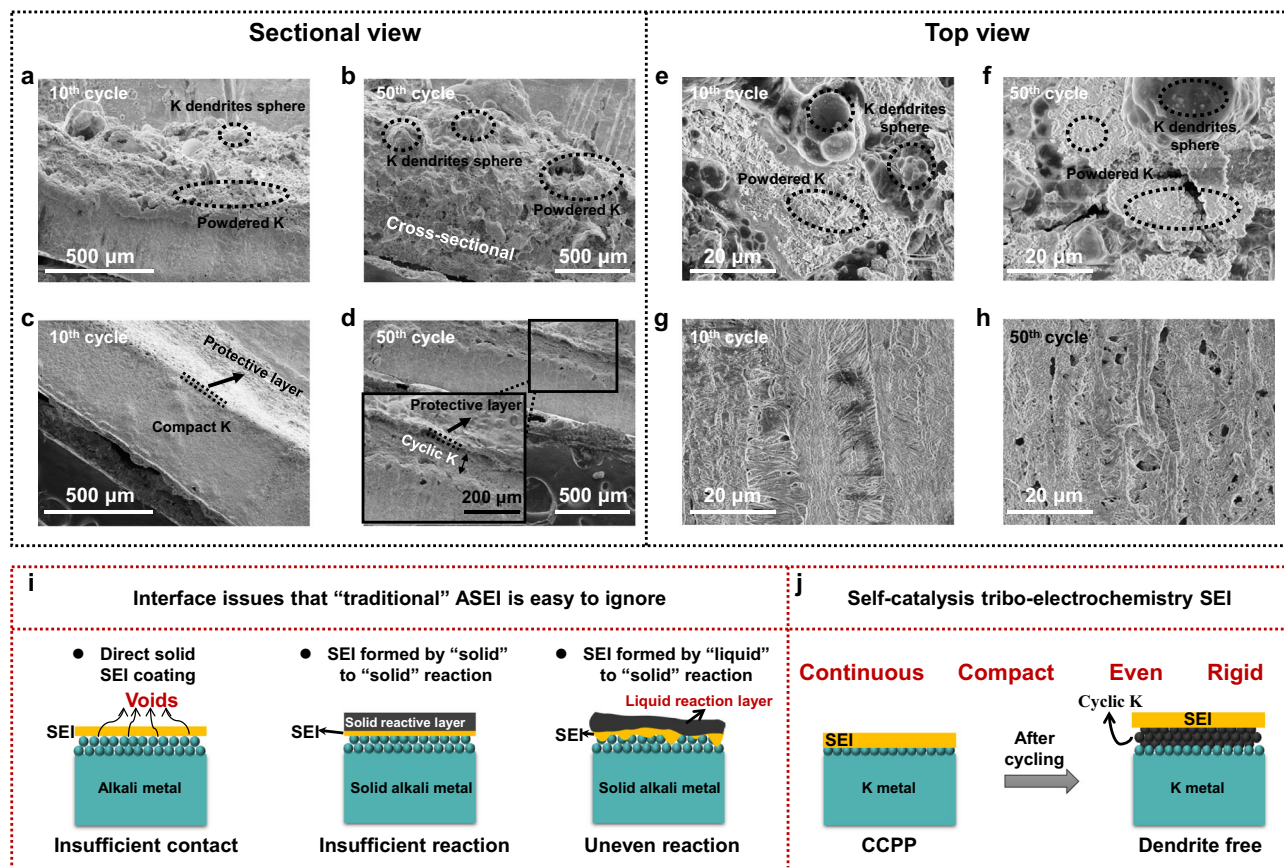 Sectional view
Top view
a
10th cycle
K dendrites sphere
Powdered K
500 μm
b
50th cycle
K dendrites sphere
Powdered K
Cross-sectional
500 μm
e
10th cycle
K dendrites
sphere
Powdered K
20 μm
f
50th cycle
K dendrites
sphere
Powdered K
20 μm
c
10th cycle
Protective layer
Compact K
500 μm
d
50th cycle
Protective layer
Cyclic K
200 μm
500 μm
g
10th cycle
20 μm
h
50th cycle
20 μm
i
Interface issues that “traditional” ASEI is easy to ignore
● Direct solid
SEI coating
Voids
SEI
Alkali metal
Insufficient contact
● SEI formed by “solid”
to “solid” reaction
Solid reactive layer
SEI
Solid alkali metal
Insufficient reaction
● SEI formed by “liquid”
to “solid” reaction
Liquid reaction layer
SEI
Solid alkali metal
Uneven reaction
j
Self-catalysis tribo-electrochemistry SEI
Continuous Compact Even Rigid
SEI
K metal
CCPP
After
cycling
Cyclic K
SEI
K metal
Dendrite free